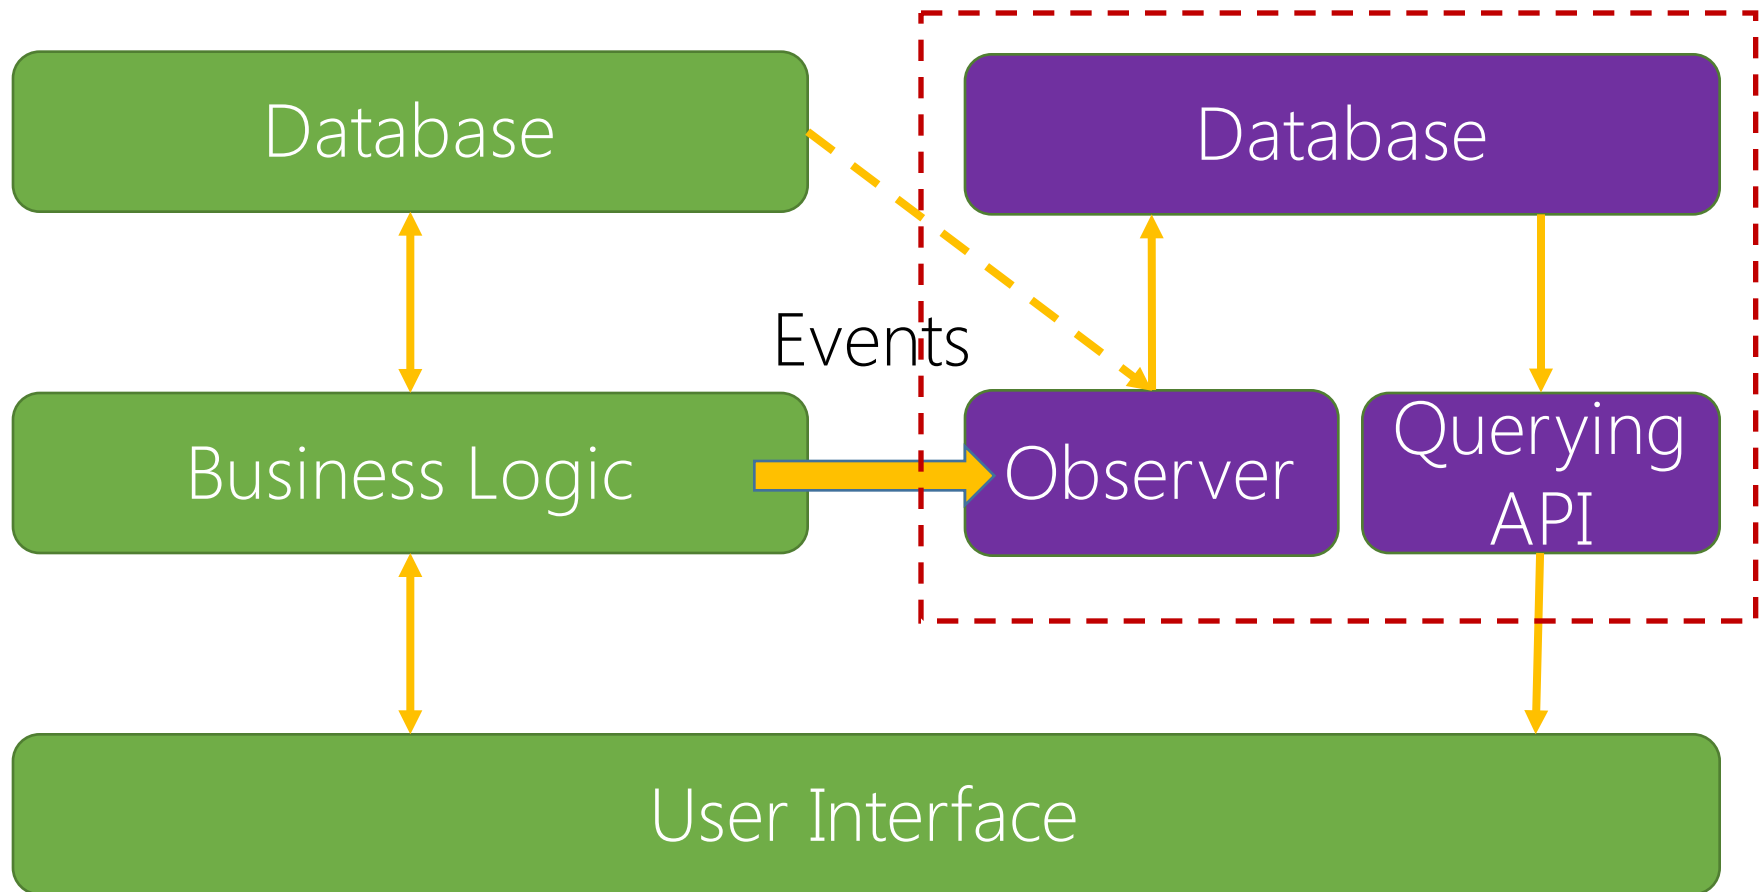 Database
Database
Events
Business Logic
Observer
Querying
API
User Interface